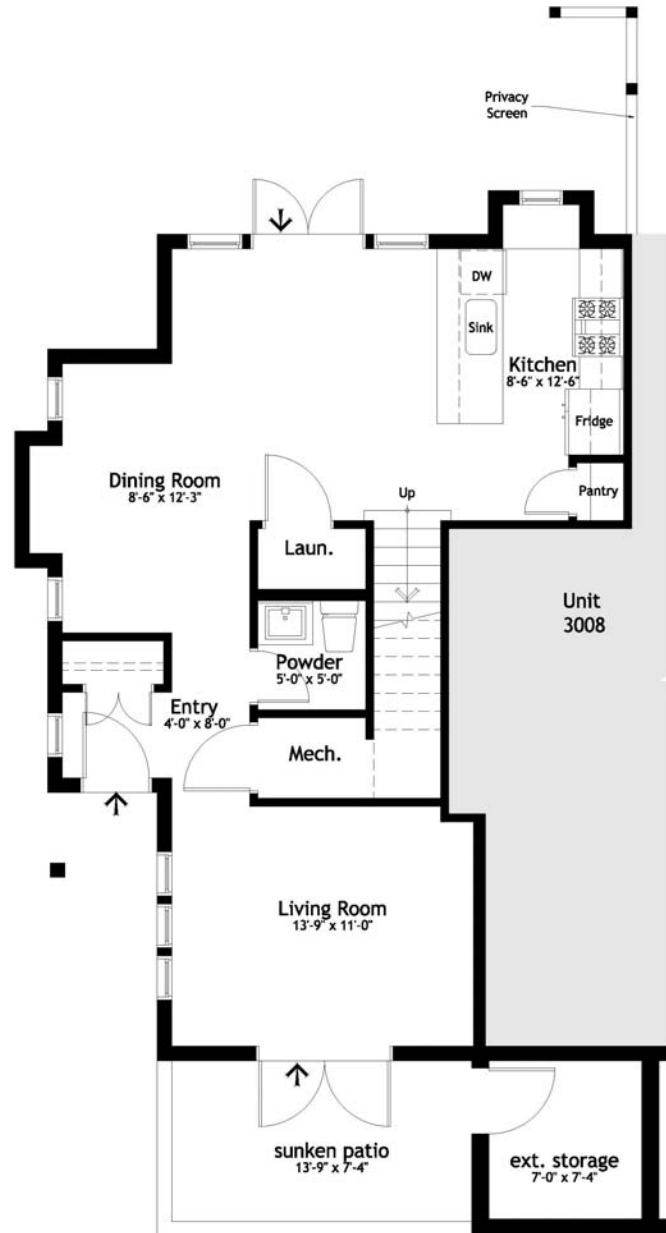 Privacy
Screen
DW
Sink
Kitchen
8'-6" x 12'-6"
Fridge
Dining Room
8'-6" x 12'-3"
Up
Pantry
Laun.
Unit
3008
Powder
5'-0" x 5'-0"
Entry
4'-0" x 8'-0"
Mech.
Living Room
13'-9" x 11'-0"
sunken patio
13'-9" x 7'-4"
ext. storage
7'-0" x 7'-4"